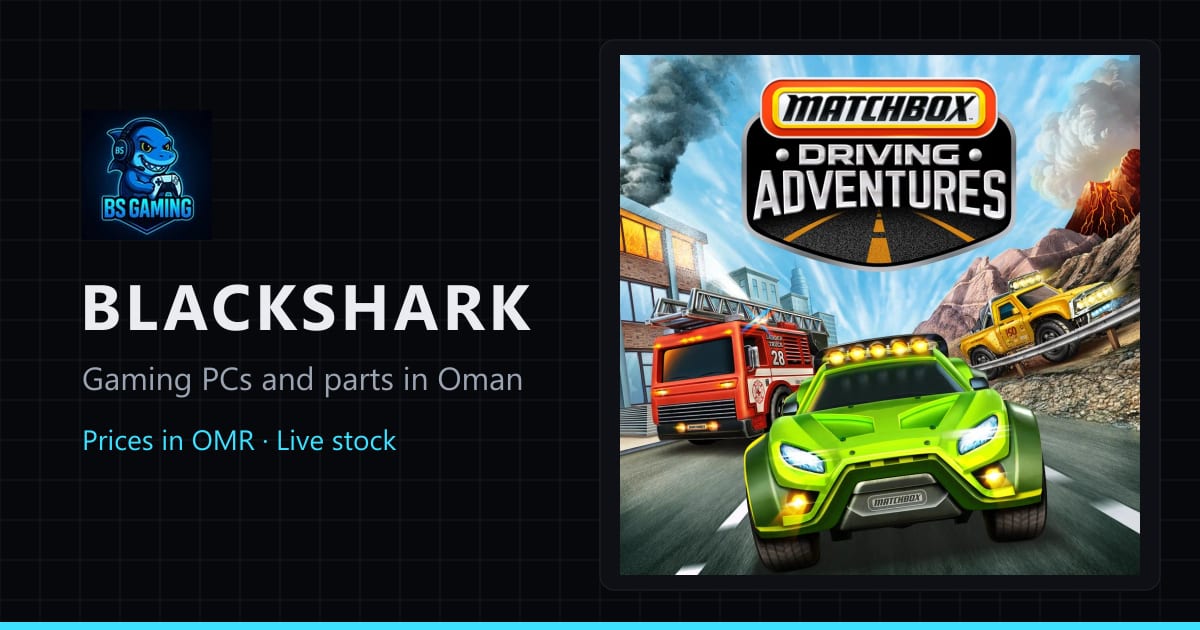 BS
BS GAMING
BLACKSHARK
Gaming PCs and parts in Oman
Prices in OMR · Live stock
MATCHBOX
DRIVING
ADVENTURES
28
150
MATCHBOX